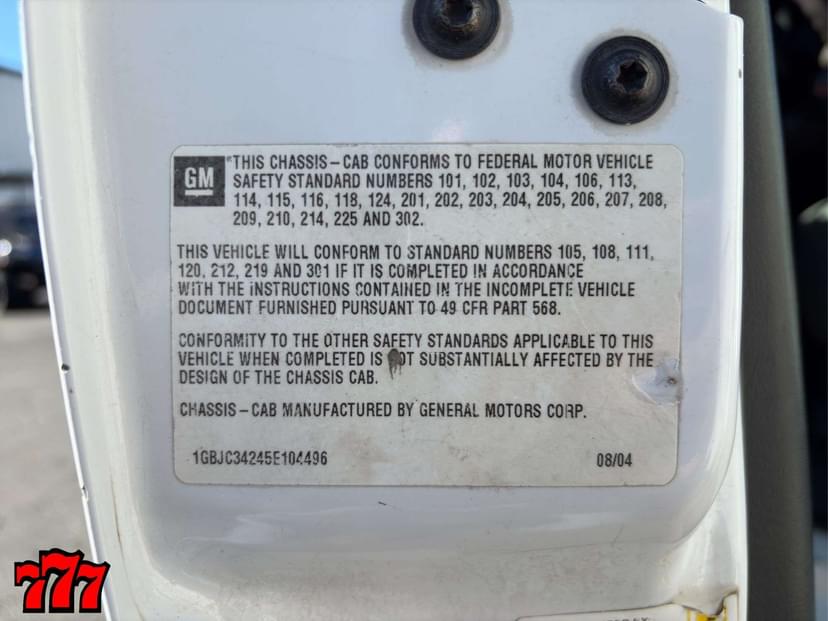 GM
*THIS CHASSIS-CAB CONFORMS TO FEDERAL MOTOR VEHICLE
SAFETY STANDARD NUMBERS 101, 102, 103, 104, 106, 113,
114, 115, 116, 118, 124, 201, 202, 203, 204, 205, 206, 207, 208,
209, 210, 214, 225 AND 302.
THIS VEHICLE WILL CONFORM TO STANDARD NUMBERS 105, 108, 111,
120, 212, 219 AND 301 IF IT IS COMPLETED IN ACCORDANCE
WITH THE INSTRUCTIONS CONTAINED IN THE INCOMPLETE VEHICLE
DOCUMENT FURNISHED PURSUANT TO 49 CFR PART 568.
CONFORMITY TO THE OTHER SAFETY STANDARDS APPLICABLE TO THIS
VEHICLE WHEN COMPLETED IS NOT SUBSTANTIALLY AFFECTED BY THE
DESIGN OF THE CHASSIS CAB.
CHASSIS-CAB MANUFACTURED BY GENERAL MOTORS CORP.
1GBJC34245E104496 08/04
777